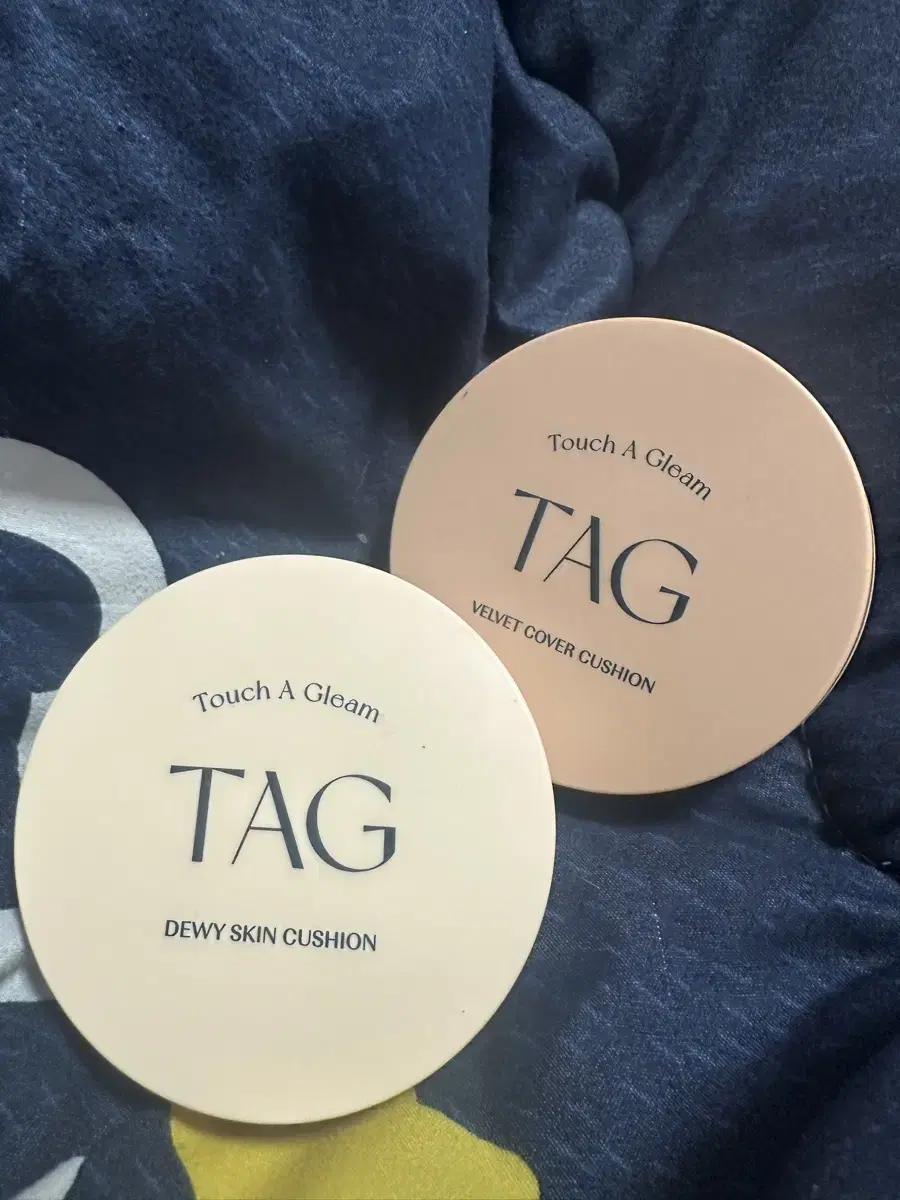 Touch A Gleam
TAG
VELVET COVER CUSHION
Touch A Gleam
TAG
DEWY SKIN CUSHION